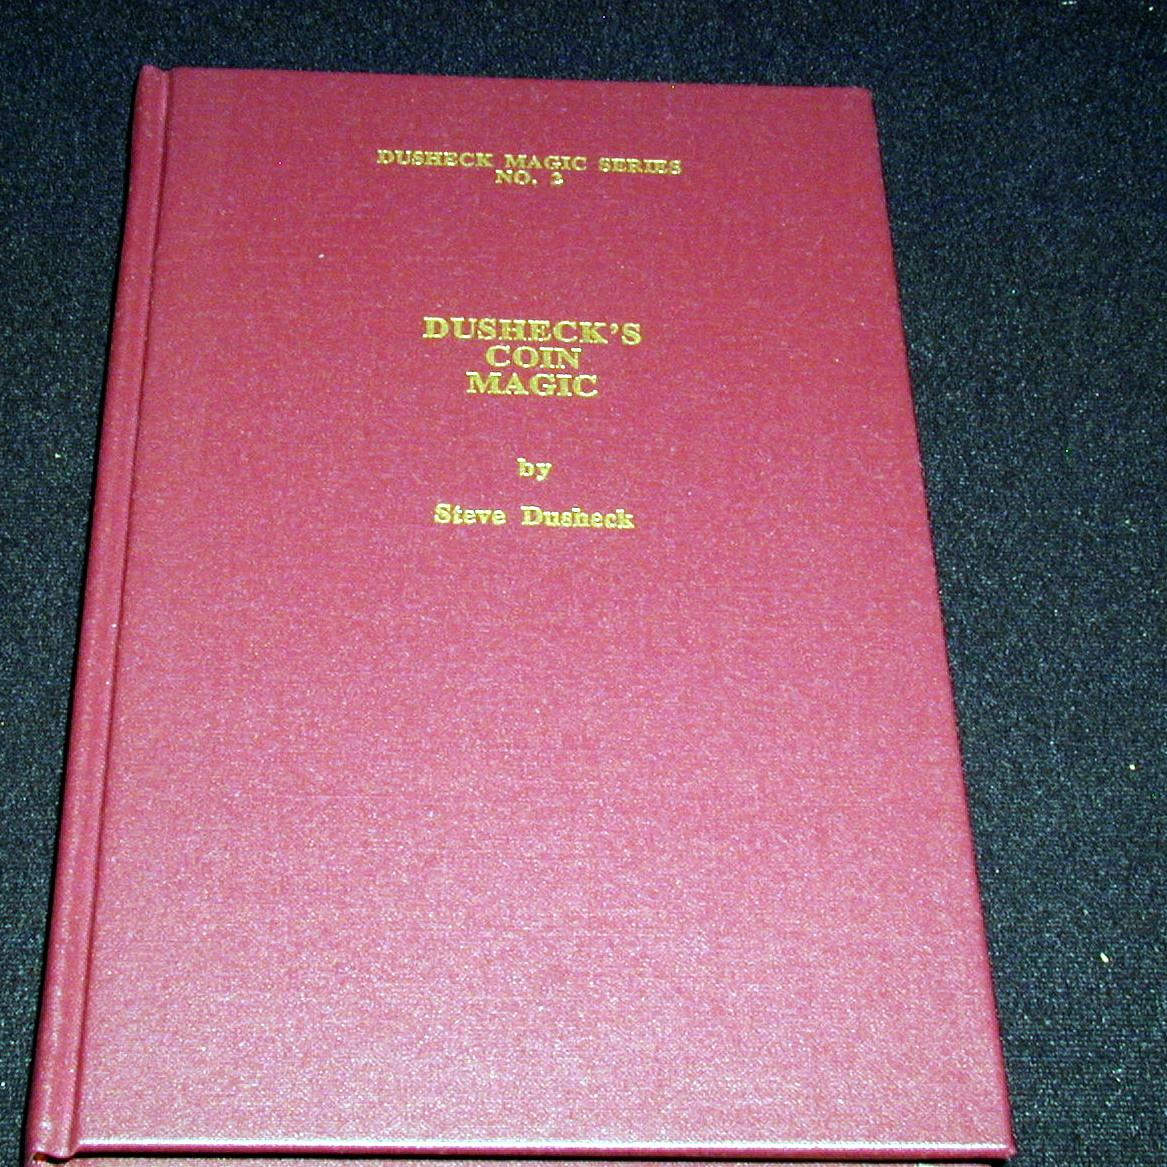 DUSHECK MAGIC SERIES
NO. 3
DUSHECK'S
COIN
MAGIC
by
Steve Dusheck